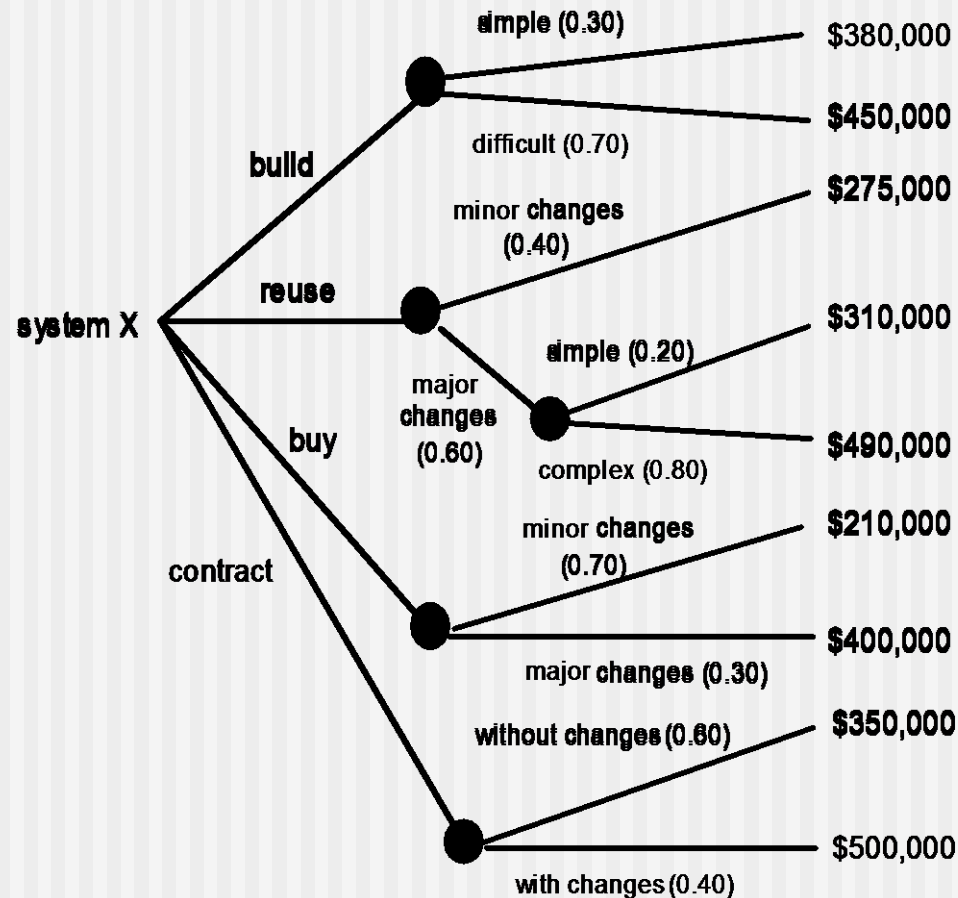 simple (0.30)
$380,000
$450,000
difficult (0.70)
build
$275,000
minor changes
(0.40)
reuse
system X
$310,000
simple (0.20)
major
changes
(0.60)
buy
$490,000
complex (0.80)
$210,000
minor changes
(0.70)
contract
$400,000
major changes (0.30)
$350,000
without changes (0.60)
$500,000
with changes (0.40)